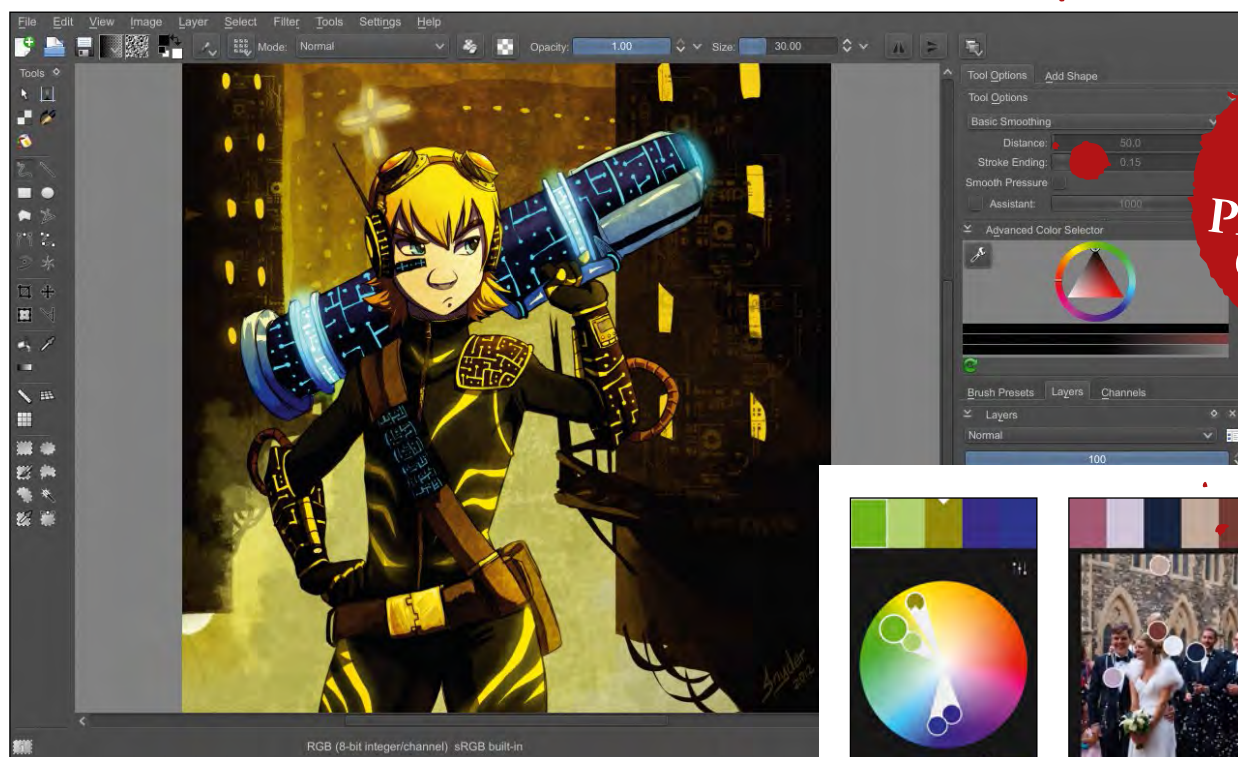 File Edit View Image Layer Select Filter Tools Settings Help
Mode: Normal Opacity: 1.00 Size: 30.00
Tools
Tool Options Add Shape
Tool Options
Basic Smoothing
Distance: 50.0
Stroke Ending: 0.15
Smooth Pressure
Assistant: 1000
Advanced Color Selector
Brush Presets Layers Channels
Layers
Normal
100
Snyder
2012
RGB (8-bit integer/channel) sRGB built-in